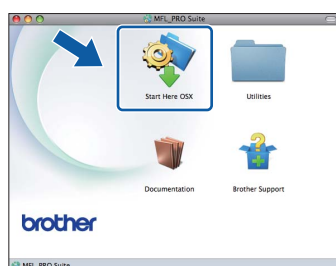 MFL_PRO Suite
Start Here OSX
Utilities
Documentation
Brother Support
brother
MFL_PRO Suite